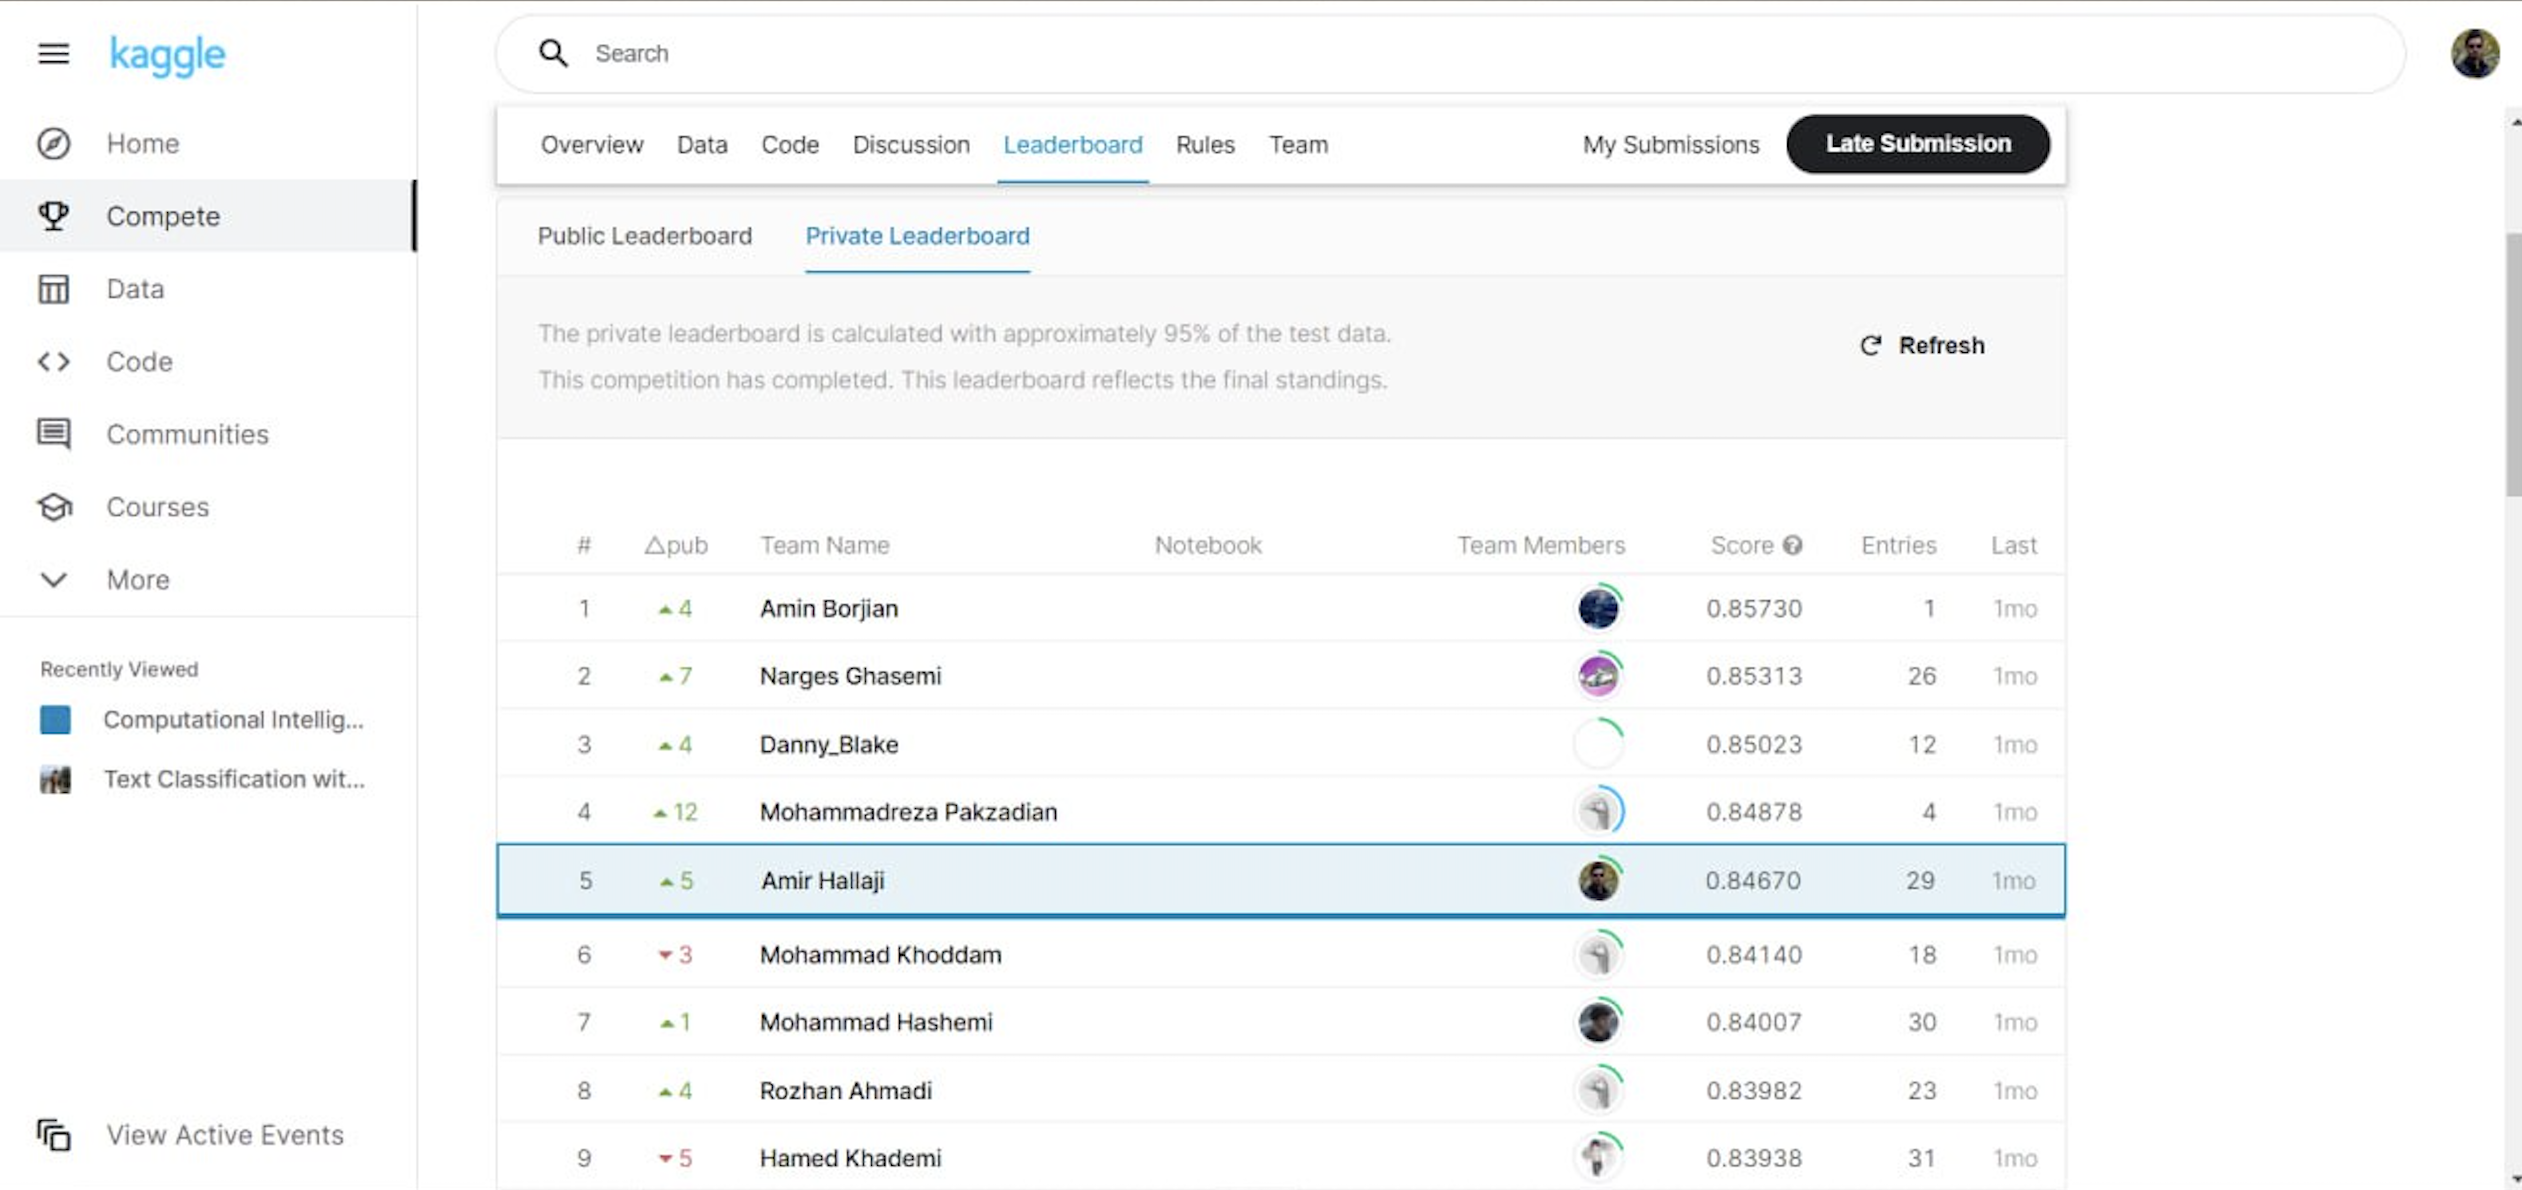 kaggle
Search
Home
Compete
Data
Code
Communities
Courses
More
Recently Viewed
Computational Intellig...
Text Classification wit...
View Active Events
Overview Data Code Discussion Leaderboard Rules Team My Submissions Late Submission
Public Leaderboard Private Leaderboard
The private leaderboard is calculated with approximately 95% of the test data.
This competition has completed. This leaderboard reflects the final standings.
Refresh
# △pub Team Name Notebook Team Members Score ? Entries Last
1 ▲4 Amin Borjian 0.85730 1 1mo
2 ▲7 Narges Ghasemi 0.85313 26 1mo
3 ▲4 Danny_Blake 0.85023 12 1mo
4 ▲12 Mohammadreza Pakzadian 0.84878 4 1mo
5 ▲5 Amir Hallaji 0.84670 29 1mo
6 ▼3 Mohammad Khoddam 0.84140 18 1mo
7 ▲1 Mohammad Hashemi 0.84007 30 1mo
8 ▲4 Rozhan Ahmadi 0.83982 23 1mo
9 ▼5 Hamed Khademi 0.83938 31 1mo